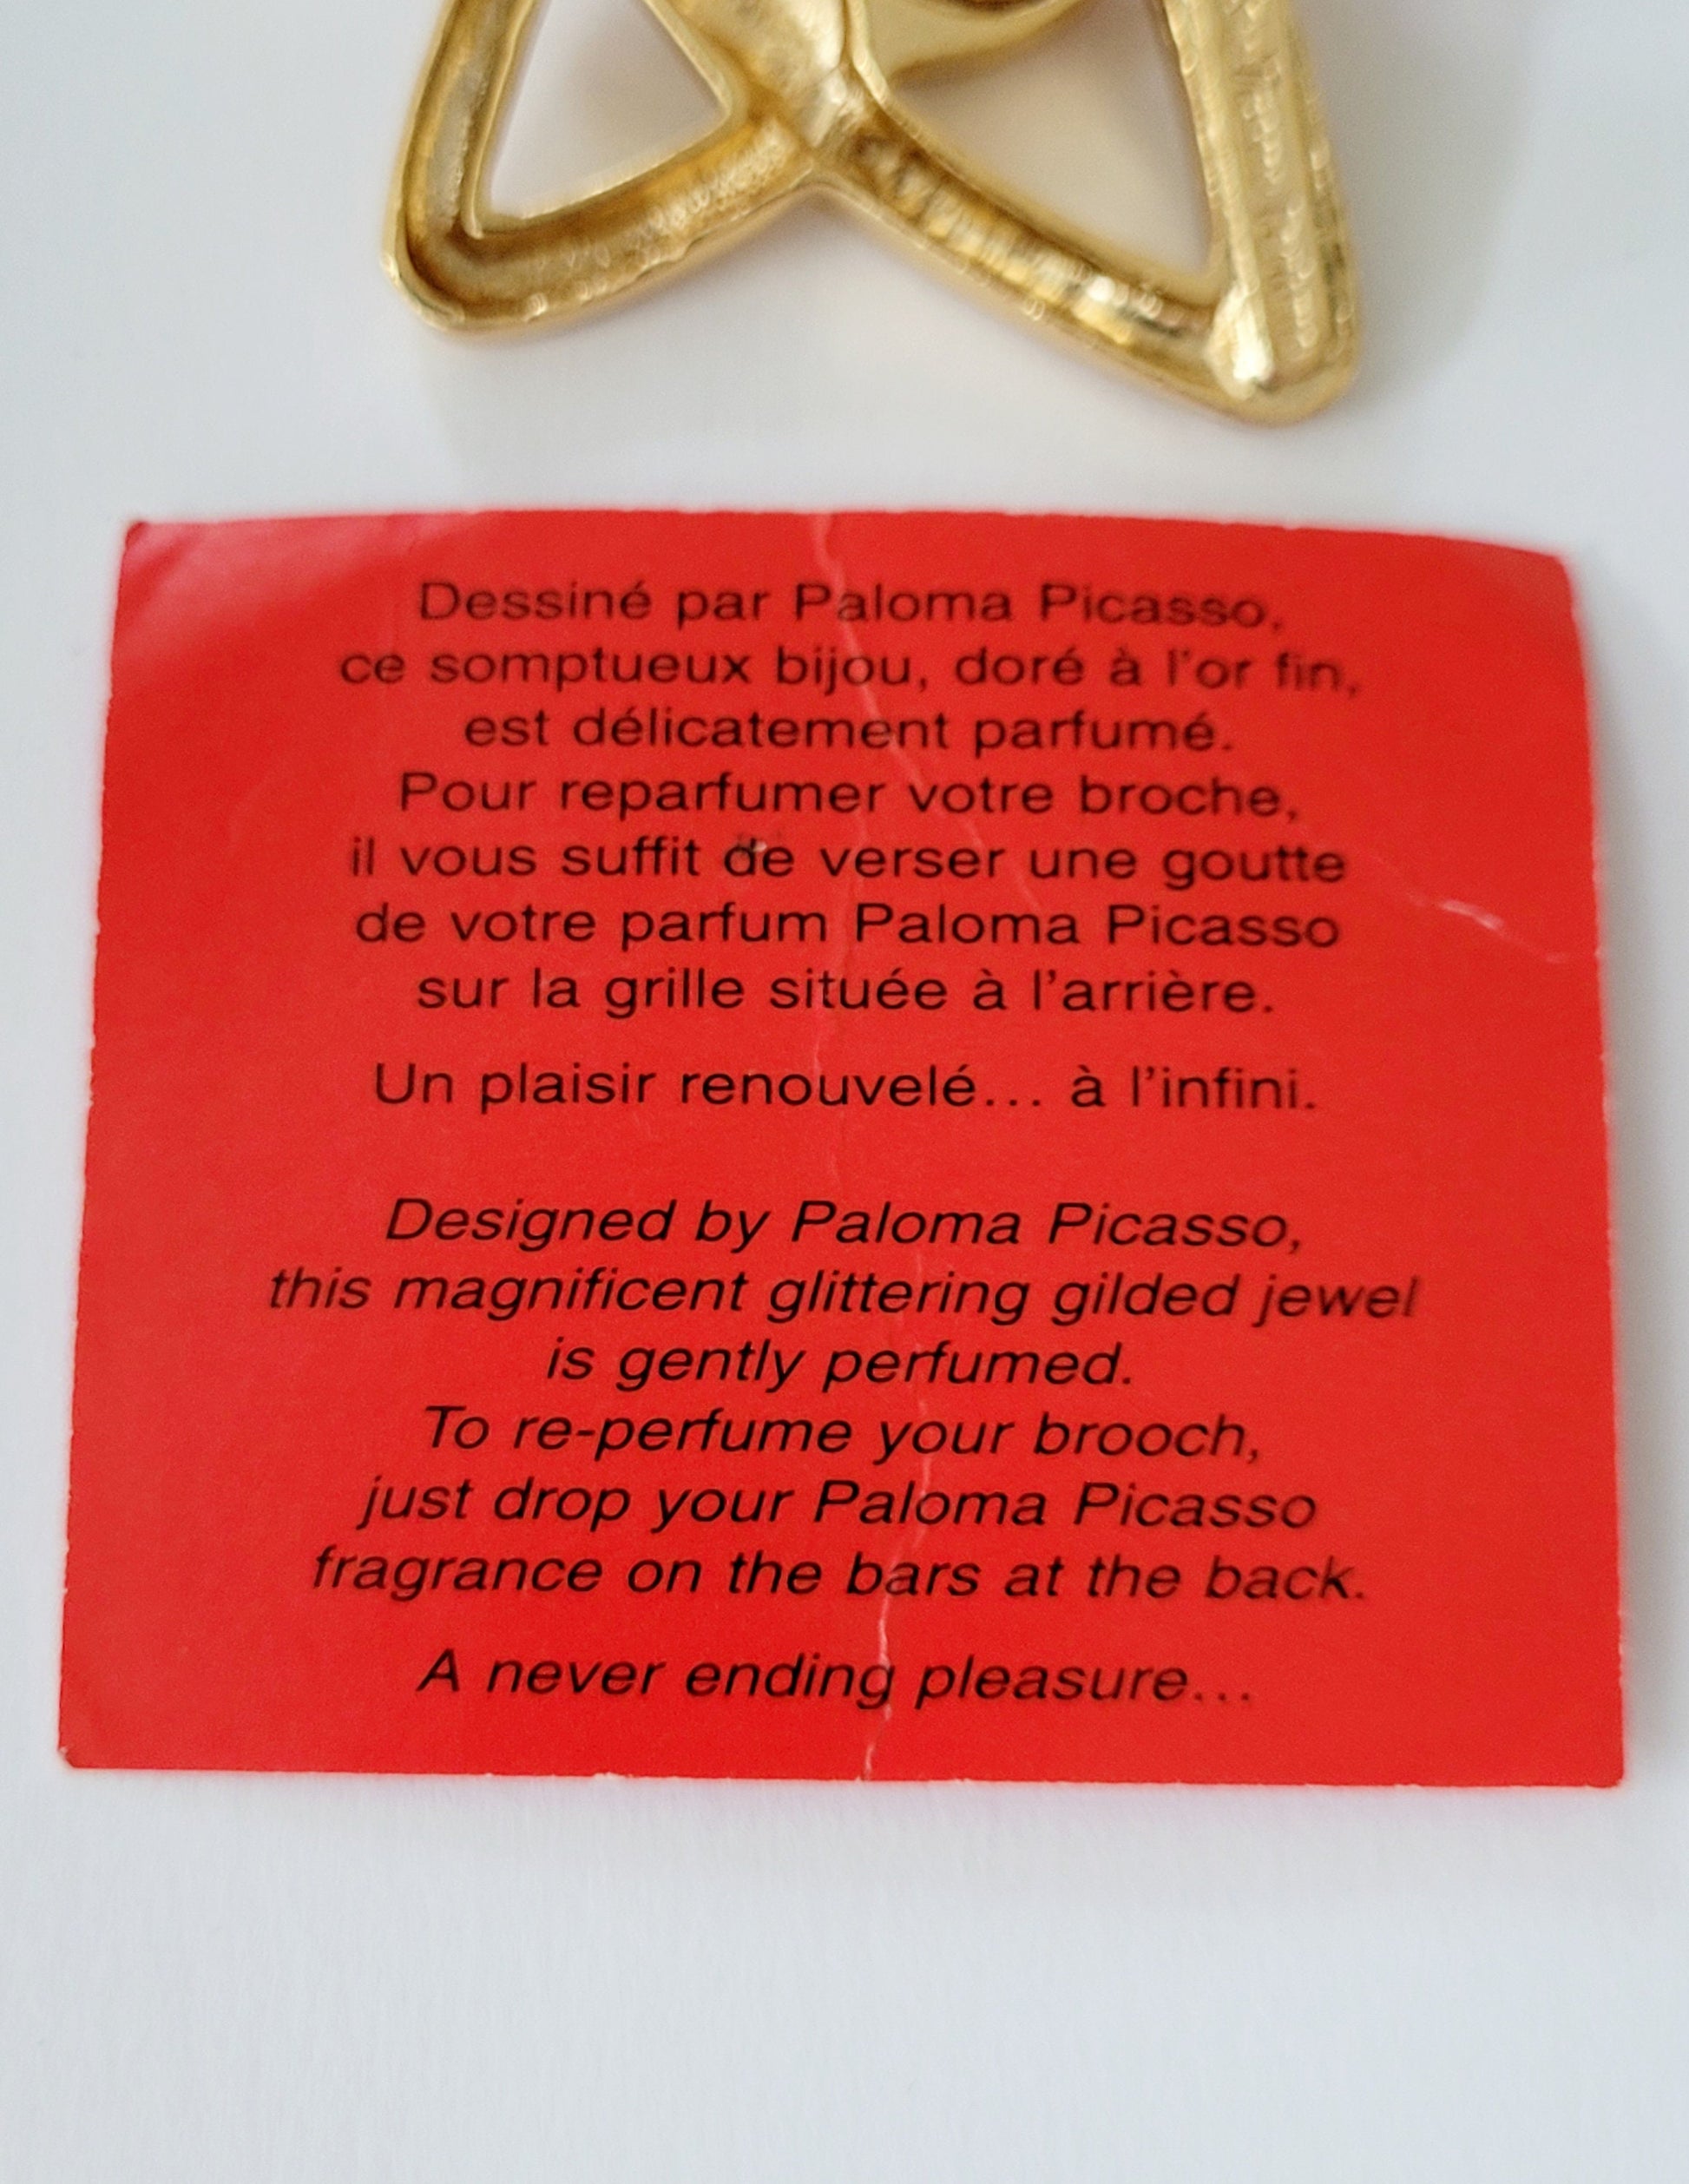 Dessiné par Paloma Picasso,
ce somptueux bijou, doré à l'or fin,
est délicatement parfumé.
Pour reparfumer votre broche,
il vous suffit de verser une goutte
de votre parfum Paloma Picasso
sur la grille située à l'arrière.
Un plaisir renouvelé... à l'infini.
Designed by Paloma Picasso,
this magnificent glittering gilded jewel
is gently perfumed.
To re-perfume your brooch,
just drop your Paloma Picasso
fragrance on the bars at the back.
A never ending pleasure...